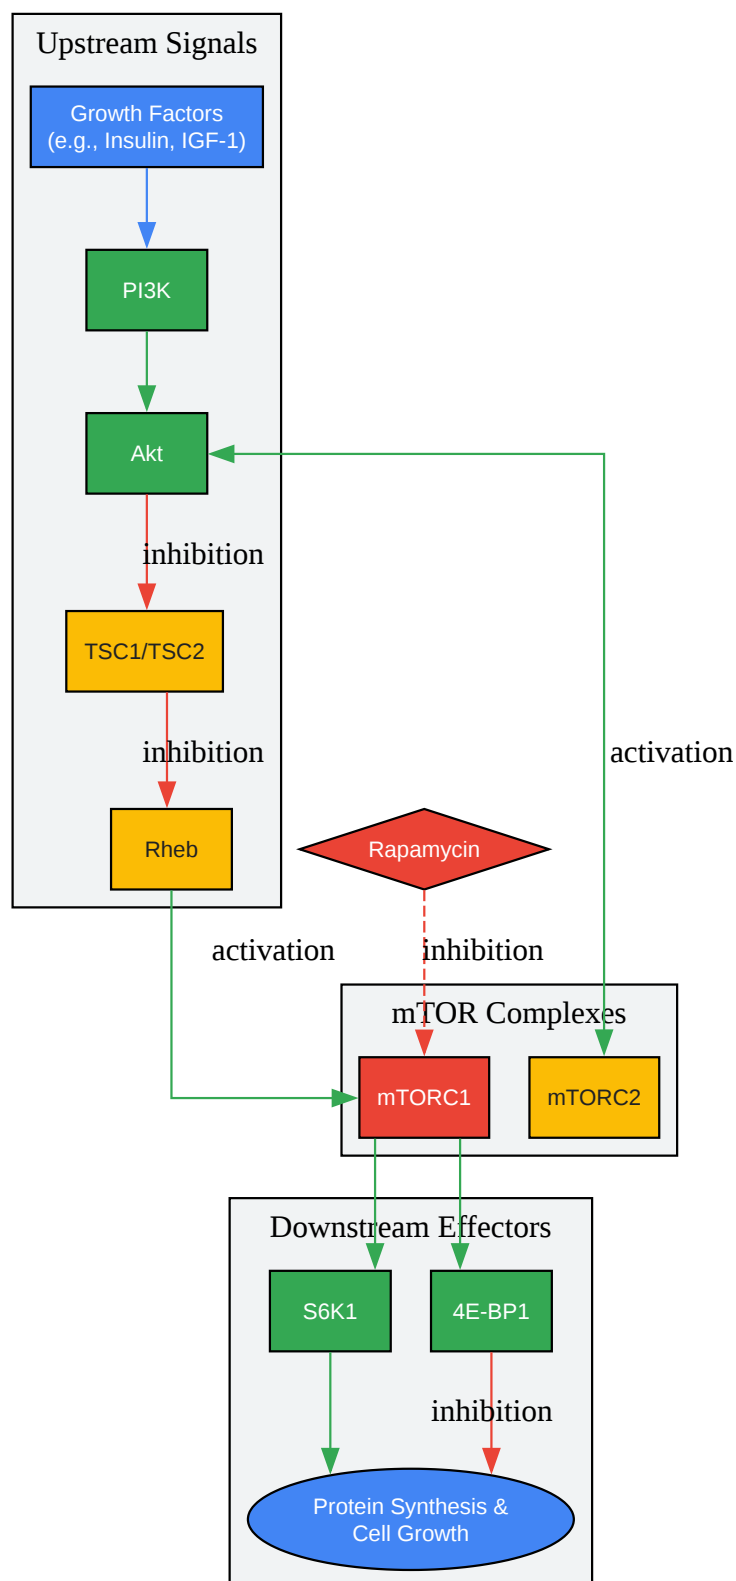 Upstream Signals
Growth Factors
(e.g., Insulin, IGF-1)
PI3K
Akt
inhibition
TSC1/TSC2
inhibition
activation
Rheb
Rapamycin
activation
inhibition
mTOR Complexes
mTORC1
mTORC2
Downstream Effectors
S6K1
4E-BP1
inhibition
Protein Synthesis &
Cell Growth